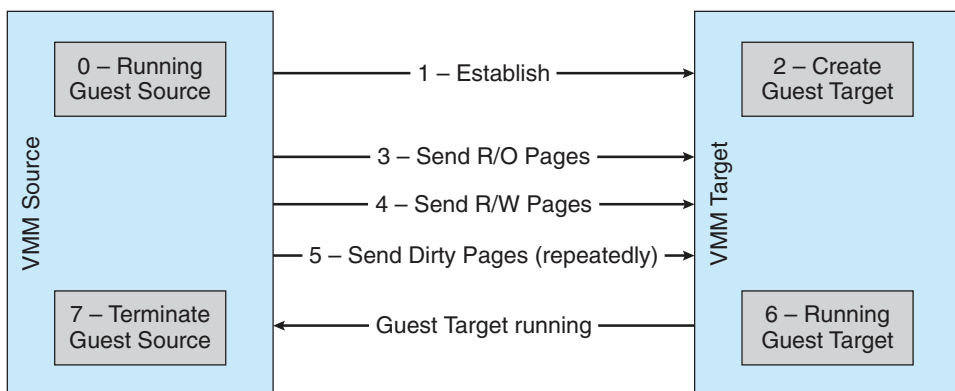 0 – Running
Guest Source
1 – Establish
2 – Create
Guest Target
VMM Source
3 – Send R/O Pages
4 – Send R/W Pages
5 – Send Dirty Pages (repeatedly)
VMM Target
7 – Terminate
Guest Source
Guest Target running
6 – Running
Guest Target